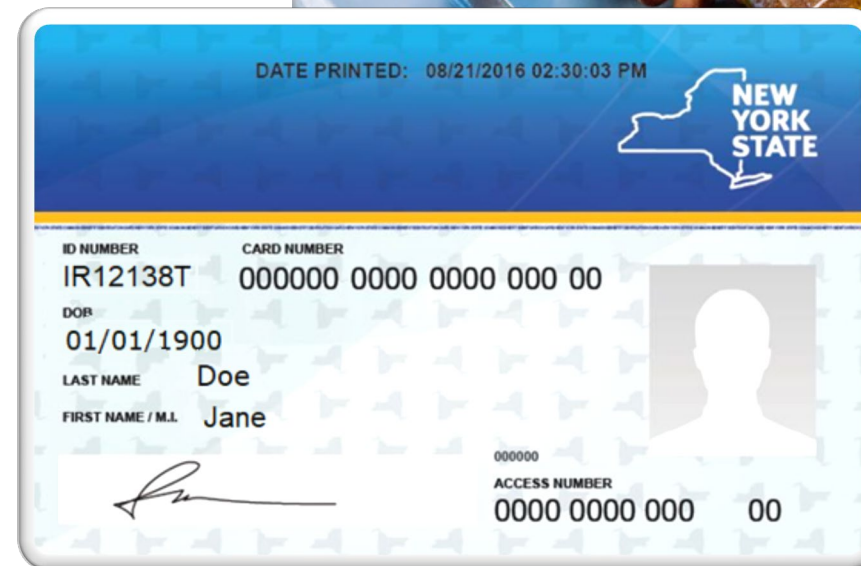 DATE PRINTED: 08/21/2016 02:30:03 PM
NEW
YORK
STATE
ID NUMBER CARD NUMBER
IR12138T 000000 0000 0000 000 00
DOB
01/01/1900
LAST NAME Doe
FIRST NAME / M.I. Jane
000000
ACCESS NUMBER
0000 0000 000 00